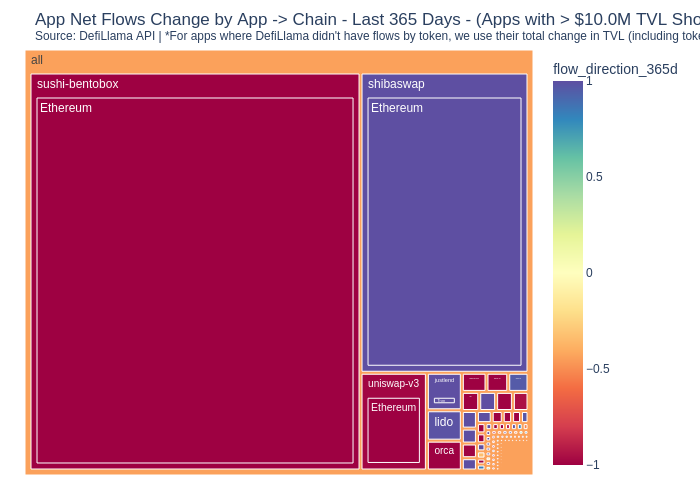 App Net Flows Change by App -> Chain - Last 365 Days - (Apps with > $10.0M TVL Sho
Source: DefiLlama API | *For apps where DefiLlama didn't have flows by token, we use their total change in TVL (including toke
all
sushi-bentobox
Ethereum
shibaswap
Ethereum
uniswap-v3
Ethereum
justlend
lido
orca
flow_direction_365d
1
0.5
0
−0.5
−1